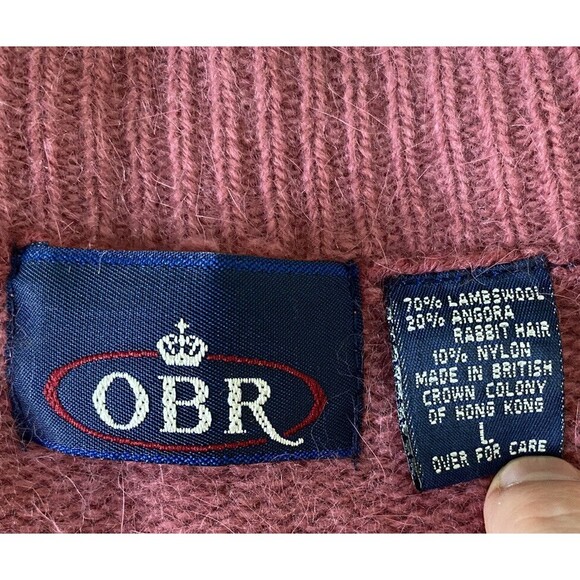 OBR
70% LAMBSWOOL
20% ANGORA
RABBIT HAIR
10% NYLON
MADE IN BRITISH
CROWN COLONY
OF HONG KONG
L
OVER FOR CARE